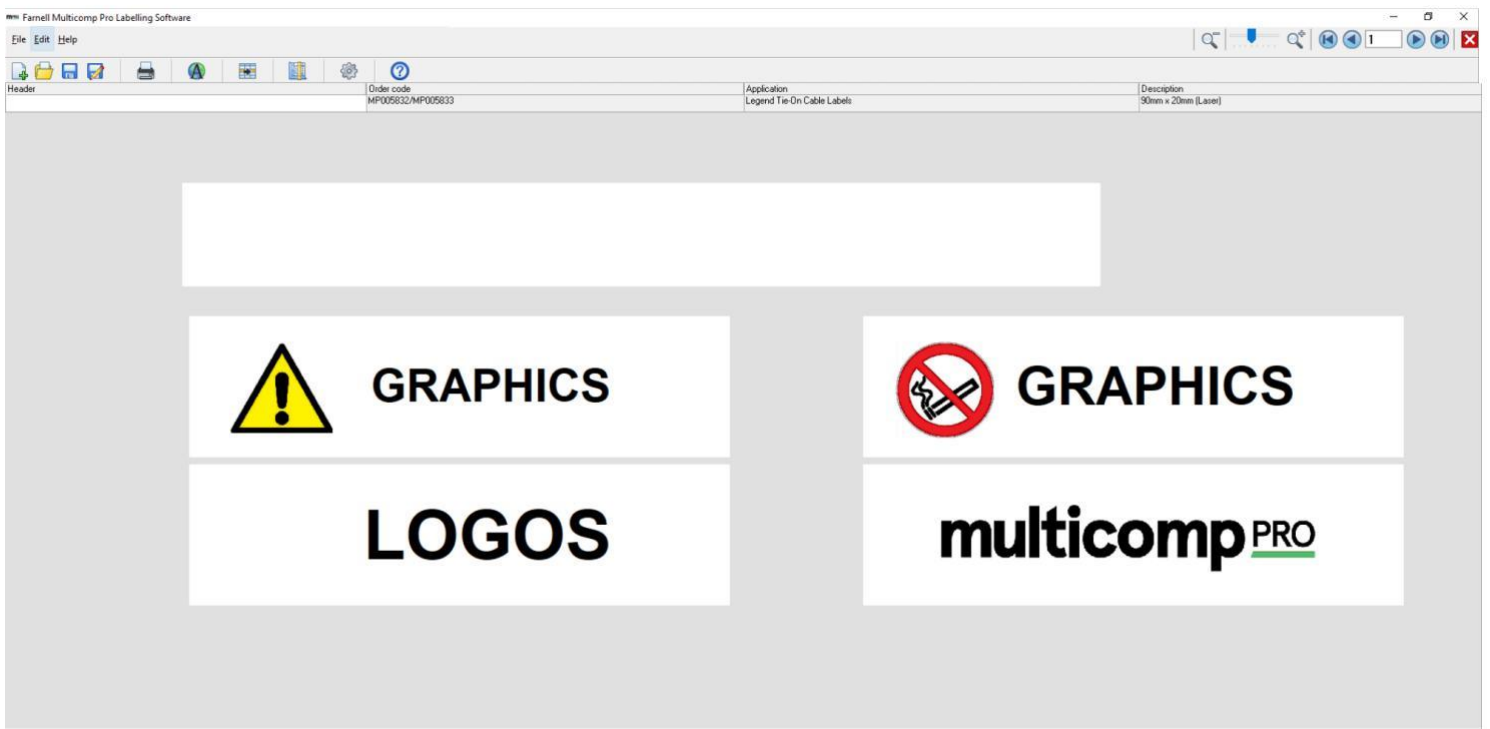 Farnell Multicomp Pro Labelling Software
File Edit Help
1
Header Order code Application Description
MP005832/MP005833 Legend Tie-On Cable Labels 90mm x 20mm (Laser)
GRAPHICS GRAPHICS
LOGOS multicomp PRO